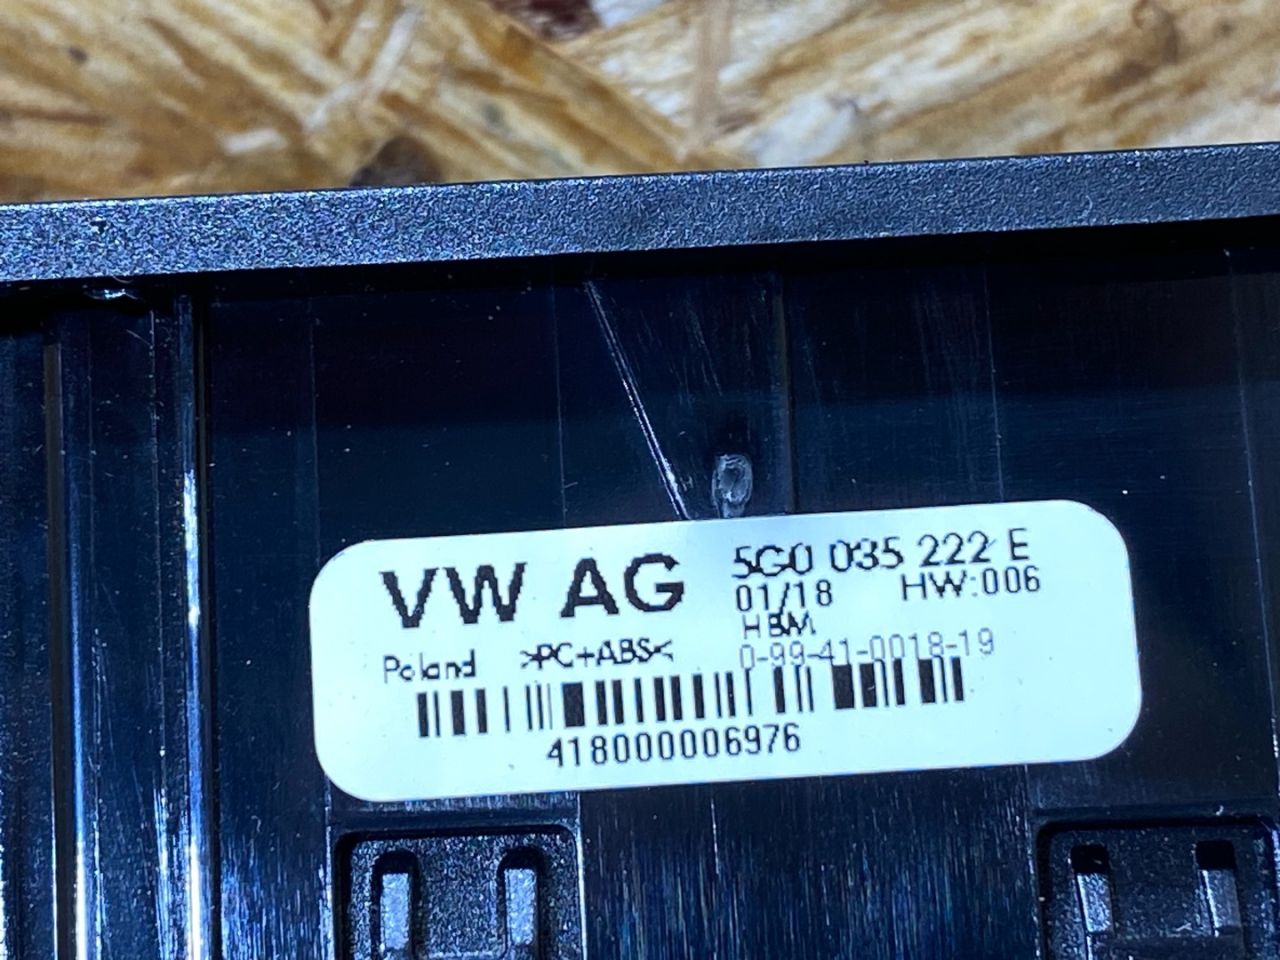 VW AG 5G0 035 222 E
01/18 HW:006
HBM
Poland >PC+ABS< 0-99-41-0018-19
418000006976